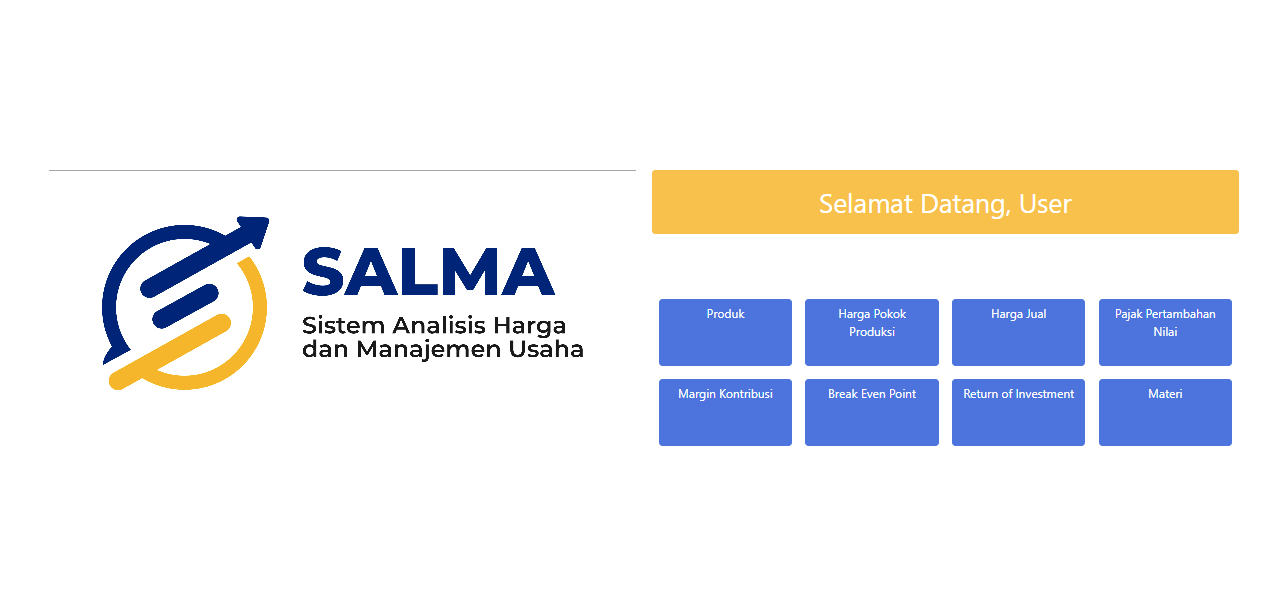 SALMA
Sistem Analisis Harga
dan Manajemen Usaha
Selamat Datang, User
Produk
Harga Pokok
Produksi
Harga Jual
Pajak Pertambahan
Nilai
Margin Kontribusi
Break Even Point
Return of Investment
Materi